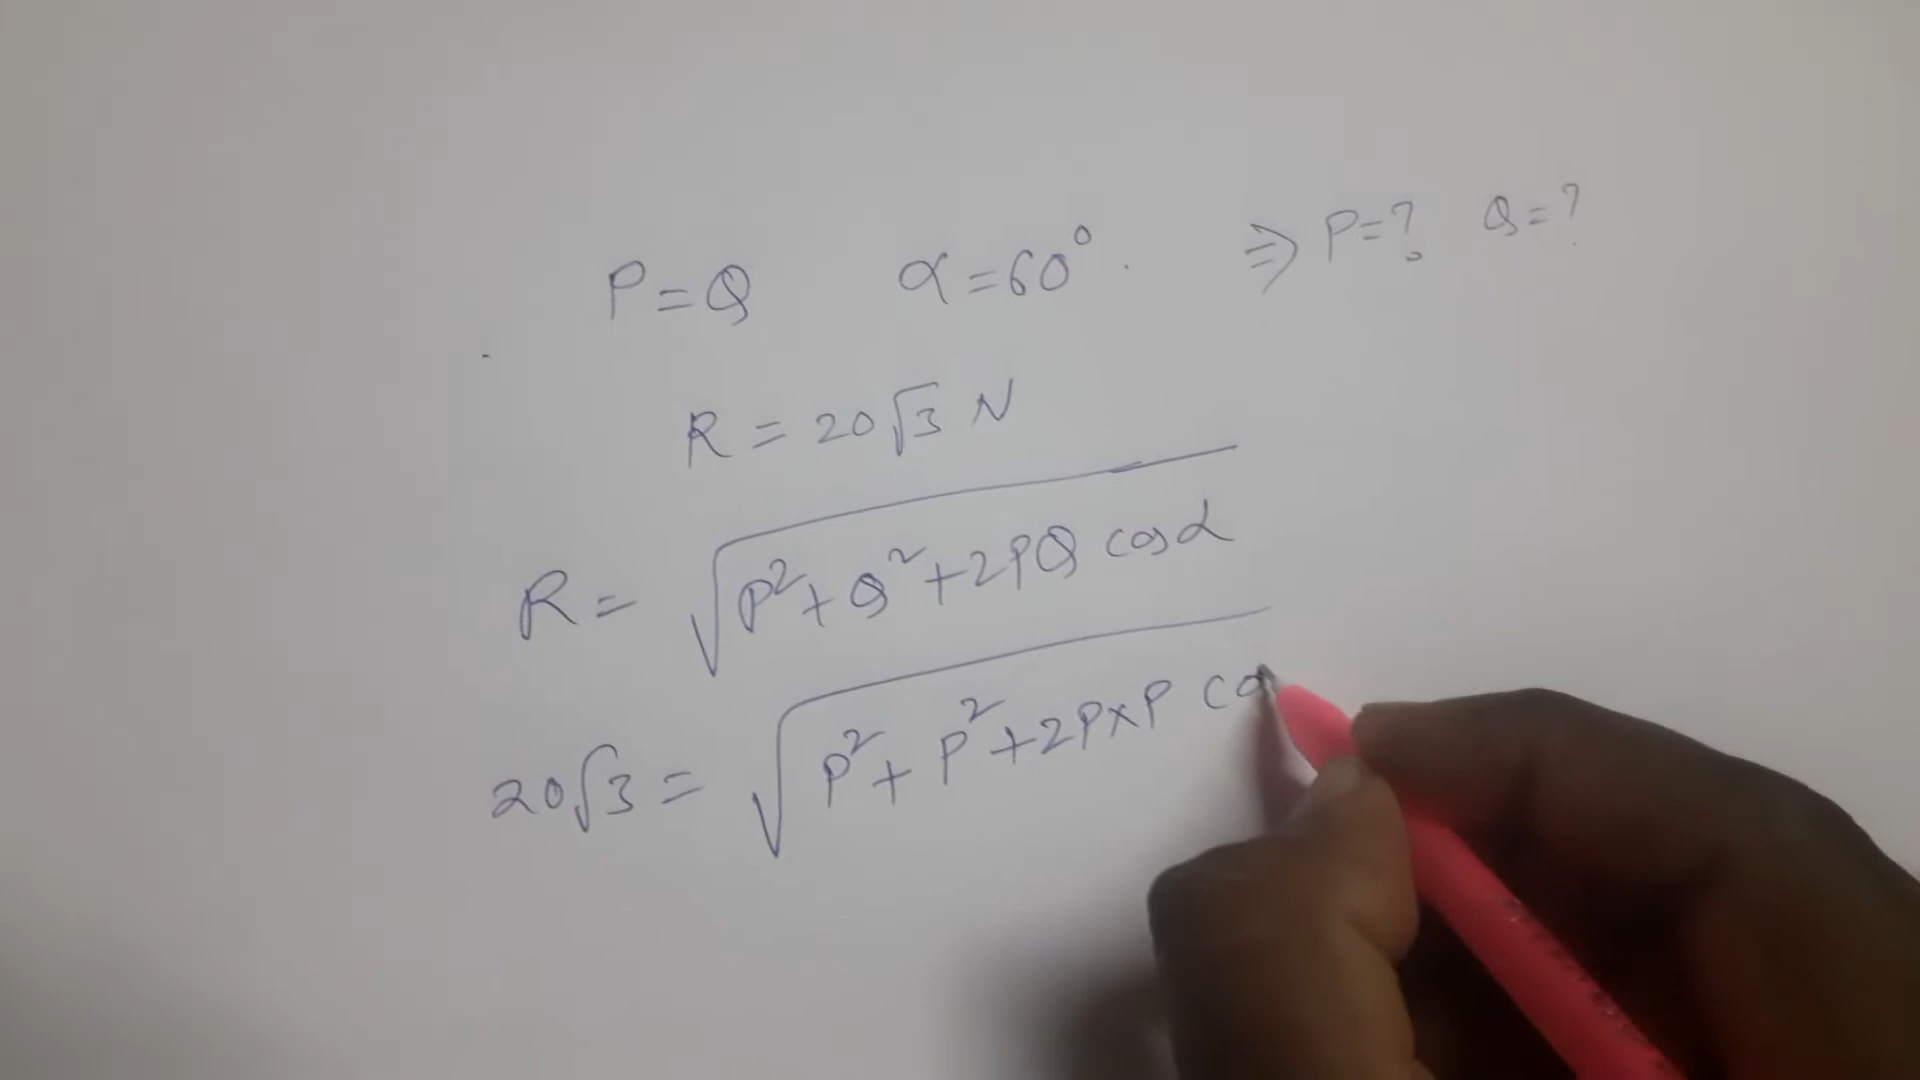 P = Q α = 60° . ⇒ P = ? Q = ?
R = 20√3 N
R = √(P² + Q² + 2PQ cos α)
20√3 = √(P² + P² + 2P×P co